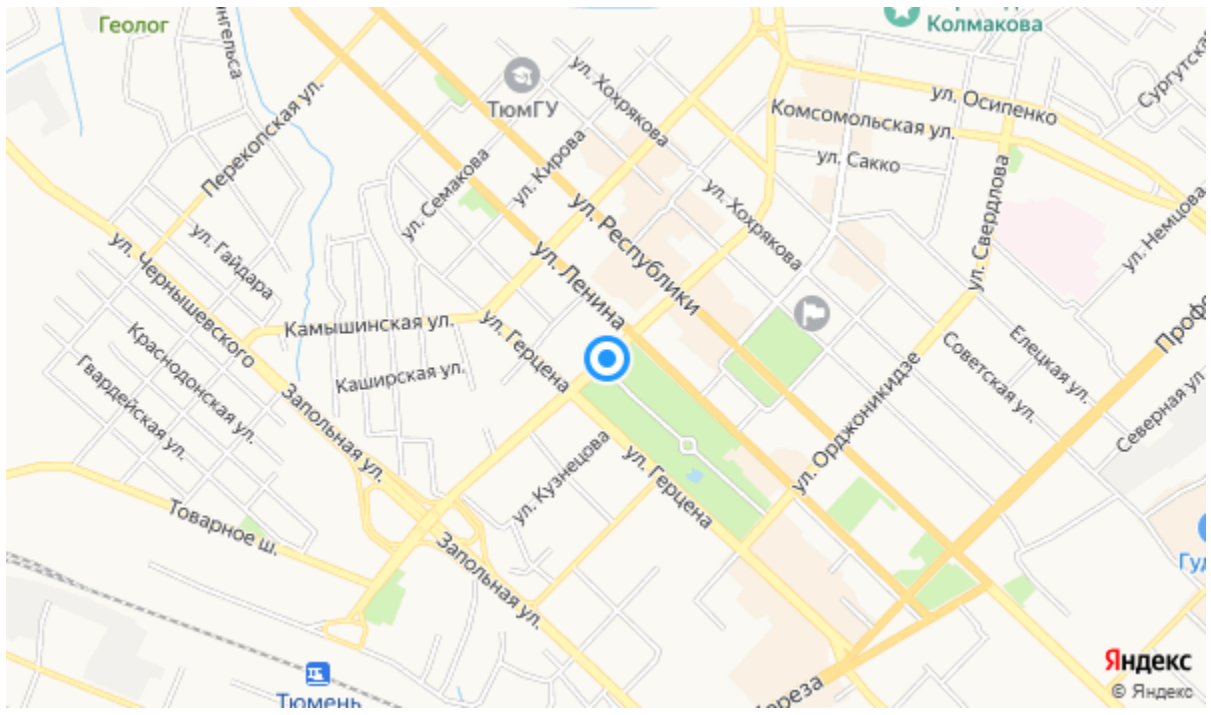 Геолог
Колмакова
ТюмГУ
ул. Хохрякова
ул. Осипенко
Комсомольская ул.
ул. Сакко
Перекопская ул.
ул. Семакова
ул. Кирова
ул. Хохрякова
ул. Свердлова
ул. Немцова
ул. Гайдара
ул. Республики
ул. Ленина
ул. Чернышевского
Камышинская ул.
ул. Герцена
Краснодонская ул.
Каширская ул.
Гвардейская ул.
Запольная ул.
ул. Орджоникидзе
Советская ул.
Елецкая ул.
Северная ул.
ул. Кузнецова
ул. Герцена
Товарное ш.
Запольная ул.
Тюмень
Яндекс
© Яндекс